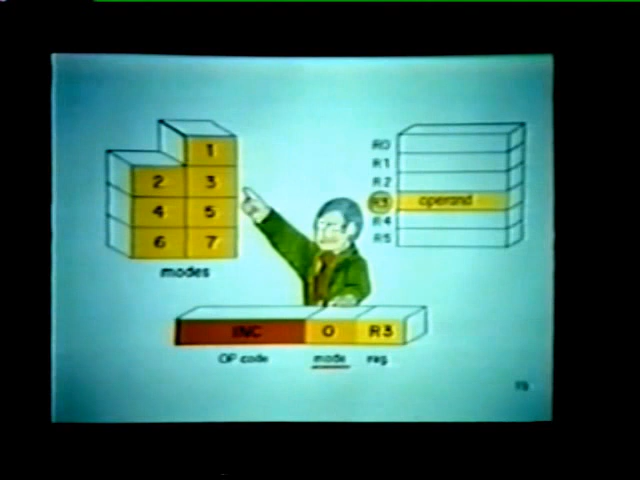 1
2 3
4 5
6 7
modes
R0
R1
R2
R3 operand
R4
R5
INC 0 R3
OP code mode reg.